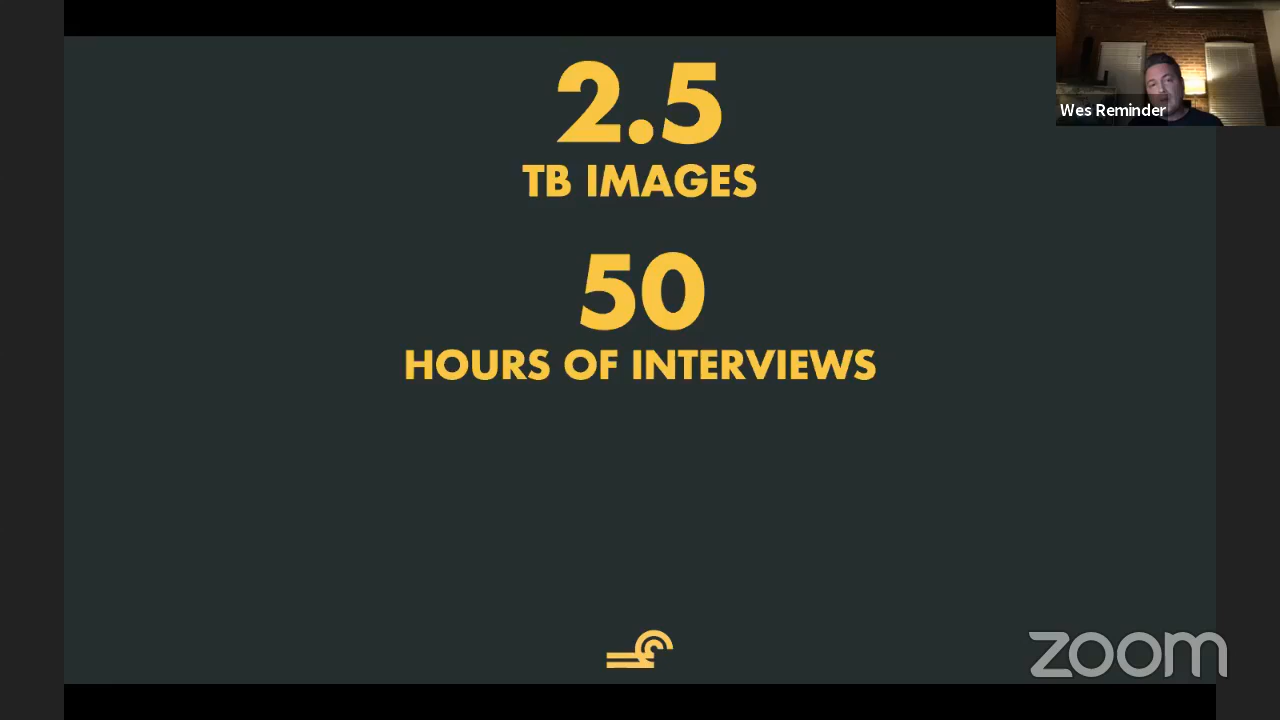 2.5
TB IMAGES
50
HOURS OF INTERVIEWS
Wes Reminder
zoom